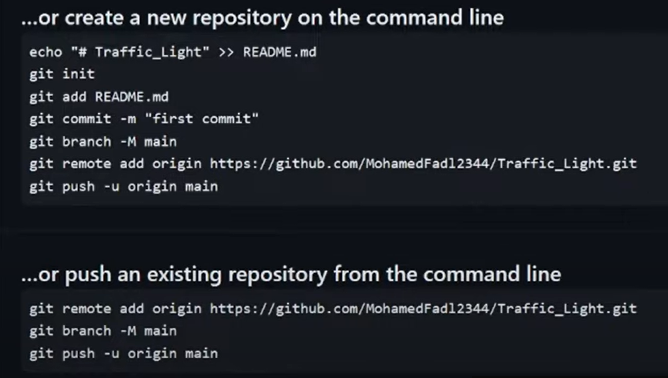 ...or create a new repository on the command line
echo "# Traffic_Light" >> README.md
git init
git add README.md
git commit -m "first commit"
git branch -M main
git remote add origin https://github.com/MohamedFadl2344/Traffic_Light.git
git push -u origin main
...or push an existing repository from the command line
git remote add origin https://github.com/MohamedFadl2344/Traffic_Light.git
git branch -M main
git push -u origin main